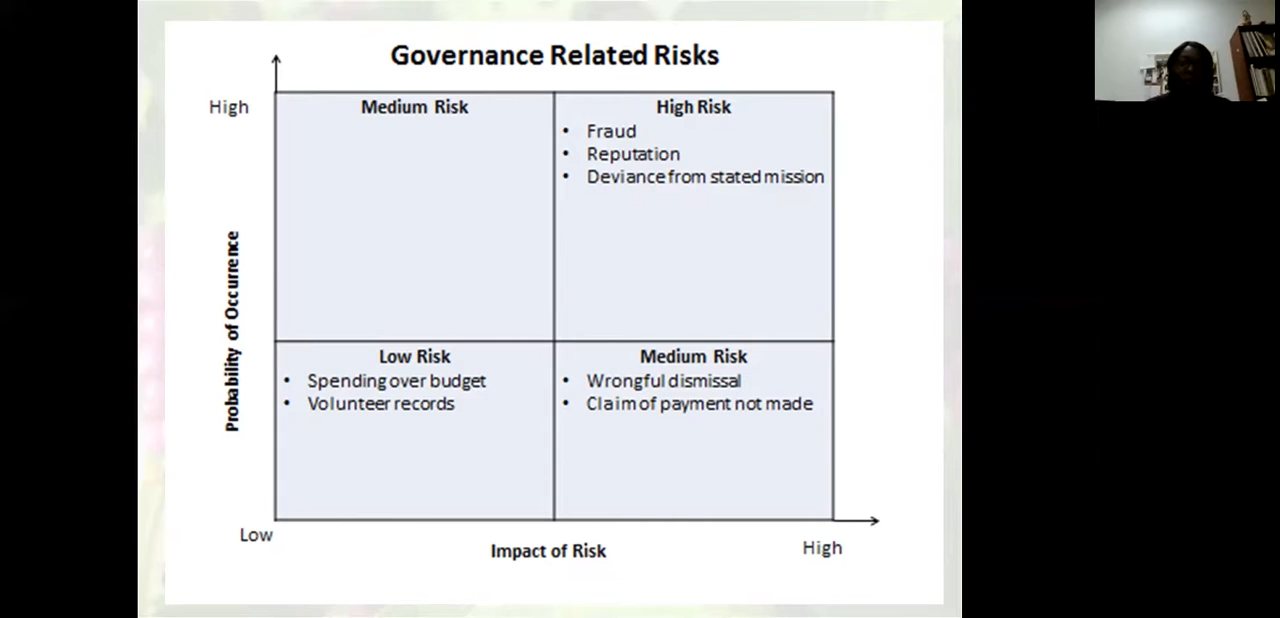 Governance Related Risks
High
Medium Risk
High Risk
• Fraud
• Reputation
• Deviance from stated mission
Probability of Occurrence
Low Risk
• Spending over budget
• Volunteer records
Medium Risk
• Wrongful dismissal
• Claim of payment not made
Low
Impact of Risk
High